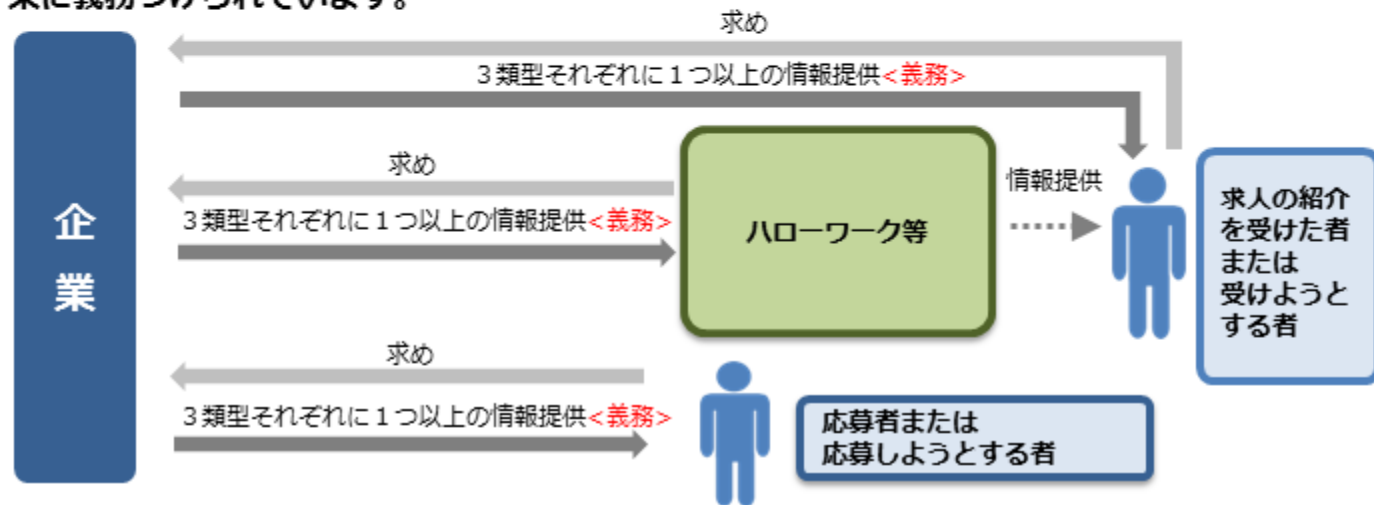 業に義務づけられています。
求め
3類型それぞれに1つ以上の情報提供<義務>
求め
3類型それぞれに1つ以上の情報提供<義務>
企
業
ハローワーク等
情報提供
求人の紹介
を受けた者
または
受けようと
する者
求め
3類型それぞれに1つ以上の情報提供<義務>
応募者または
応募しようとする者